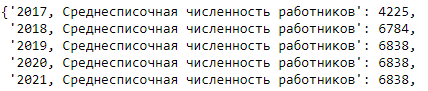 {'2017, Среднесписочная численность работников': 4225,
'2018, Среднесписочная численность работников': 6784,
'2019, Среднесписочная численность работников': 6838,
'2020, Среднесписочная численность работников': 6838,
'2021, Среднесписочная численность работников': 6838,